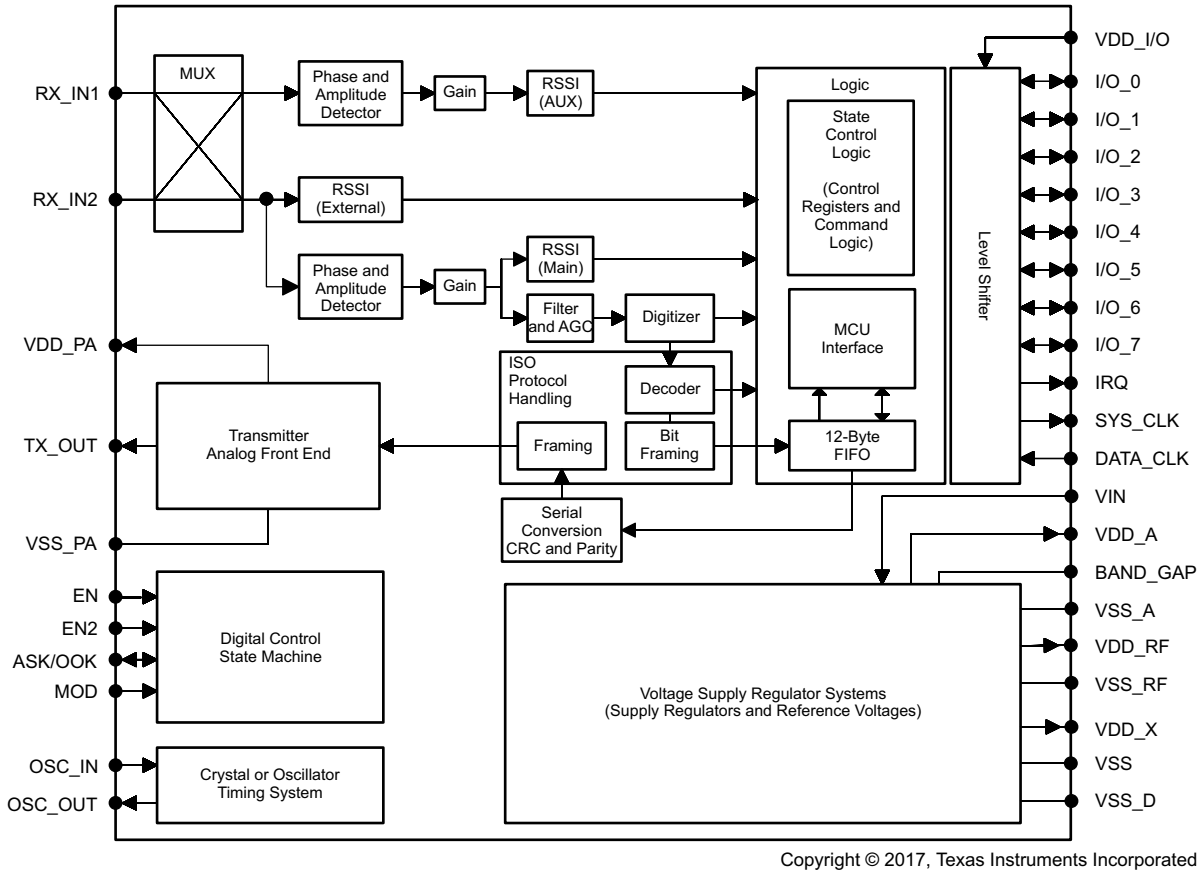 MUX
Phase and
Amplitude
Detector
Gain
RSSI
(AUX)
RSSI
(External)
Phase and
Amplitude
Detector
Gain
RSSI
(Main)
Filter
and AGC
Digitizer
ISO
Protocol
Handling
Decoder
Bit
Framing
Framing
Serial
Conversion
CRC and Parity
Logic
State
Control
Logic
(Control
Registers and
Command
Logic)
MCU
Interface
12-Byte
FIFO
Level Shifter
Transmitter
Analog Front End
Digital Control
State Machine
Crystal or Oscillator
Timing System
Voltage Supply Regulator Systems
(Supply Regulators and Reference Voltages)
RX_IN1
RX_IN2
VDD_PA
TX_OUT
VSS_PA
EN
EN2
ASK/OOK
MOD
OSC_IN
OSC_OUT
VDD_I/O
I/O_0
I/O_1
I/O_2
I/O_3
I/O_4
I/O_5
I/O_6
I/O_7
IRQ
SYS_CLK
DATA_CLK
VIN
VDD_A
BAND_GAP
VSS_A
VDD_RF
VSS_RF
VDD_X
VSS
VSS_D
Copyright © 2017, Texas Instruments Incorporated